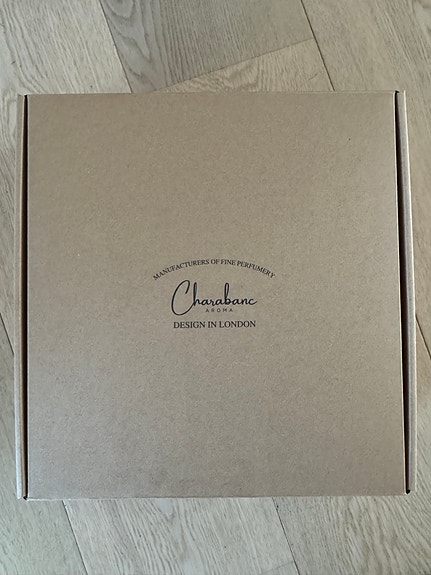 MANUFACTURERS OF FINE PERFUMERY
Charabanc
AROMA
DESIGN IN LONDON